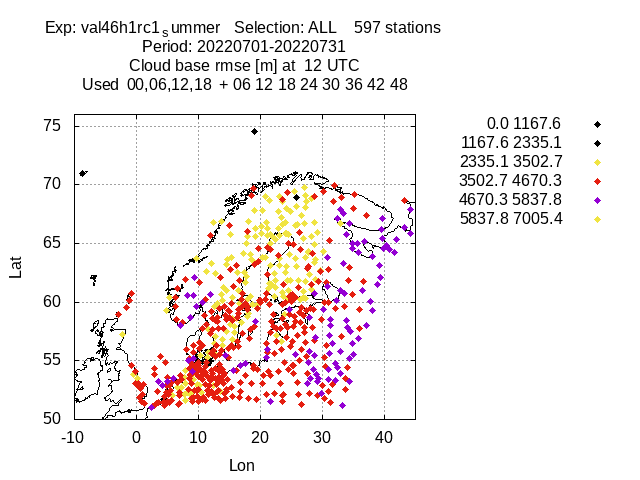 Exp: val46h1rc1summer Selection: ALL 597 stations
Period: 20220701-20220731
Cloud base rmse [m] at 12 UTC
Used 00,06,12,18 + 06 12 18 24 30 36 42 48
0.0 1167.6
1167.6 2335.1
2335.1 3502.7
3502.7 4670.3
4670.3 5837.8
5837.8 7005.4
75
70
65
60
55
50
Lat
-10 0 10 20 30 40
Lon